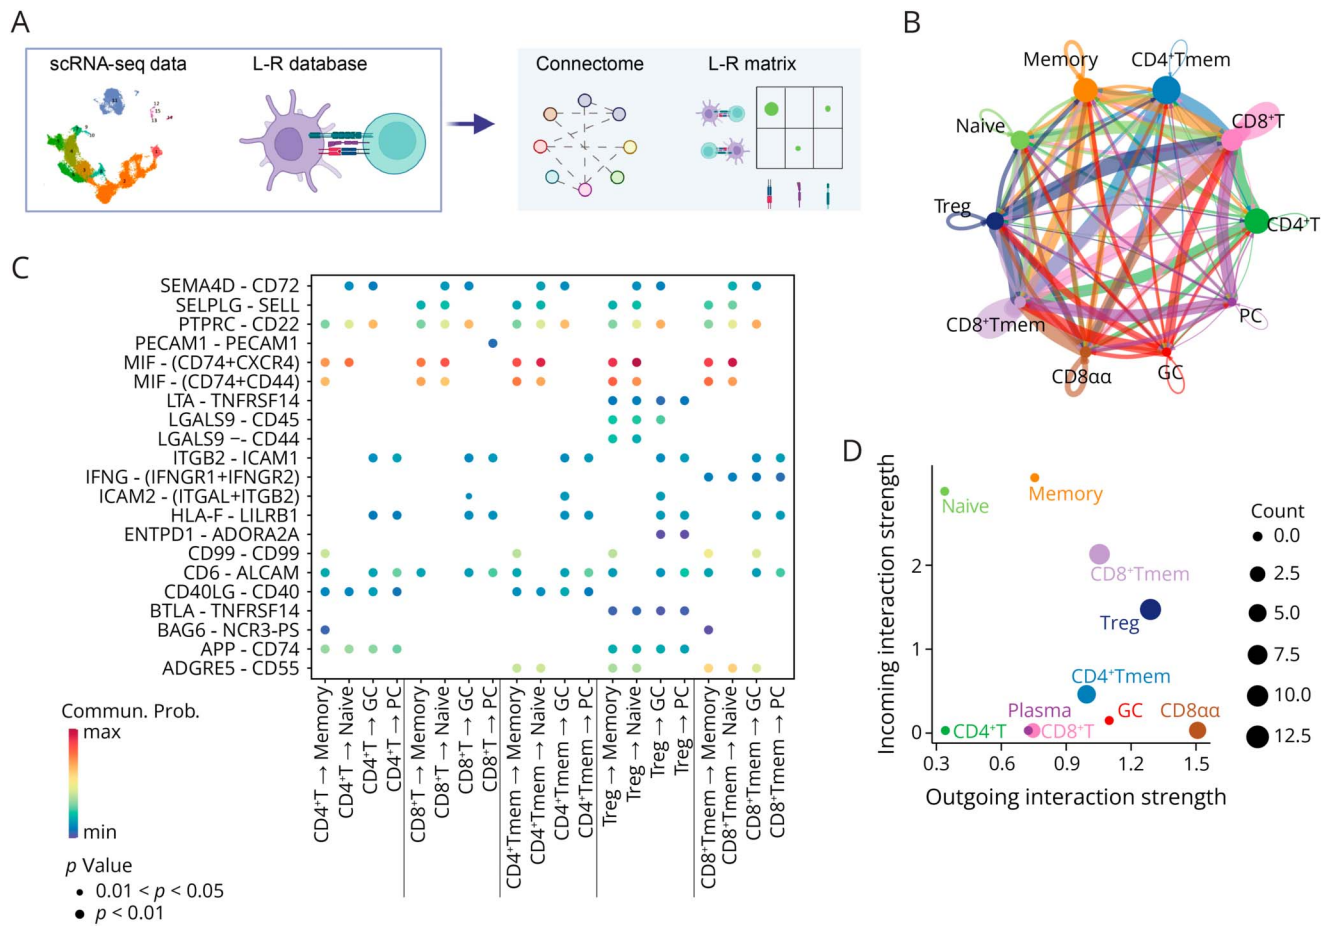 A
scRNA-seq data
L-R database
Connectome
L-R matrix
B
Memory
CD4⁺Tmem
CD8⁺T
Naive
Treg
CD4⁺T
CD8⁺Tmem
PC
CD8αα
GC
C
SEMA4D - CD72
SELPLG - SELL
PTPRC - CD22
PECAM1 - PECAM1
MIF - (CD74+CXCR4)
MIF - (CD74+CD44)
LTA - TNFRSF14
LGALS9 - CD45
LGALS9 –- CD44
ITGB2 - ICAM1
IFNG - (IFNGR1+IFNGR2)
ICAM2 - (ITGAL+ITGB2)
HLA-F - LILRB1
ENTPD1 - ADORA2A
CD99 - CD99
CD6 - ALCAM
CD40LG - CD40
BTLA - TNFRSF14
BAG6 - NCR3-PS
APP - CD74
ADGRE5 - CD55
CD4⁺T → Memory
CD4⁺T → Naive
CD4⁺T → GC
CD4⁺T → PC
CD8⁺T → Memory
CD8⁺T → Naive
CD8⁺T → GC
CD8⁺T → PC
CD4⁺Tmem → Memory
CD4⁺Tmem → Naive
CD4⁺Tmem → GC
CD4⁺Tmem → PC
Treg → Memory
Treg → Naive
Treg → GC
Treg → PC
CD8⁺Tmem → Memory
CD8⁺Tmem → Naive
CD8⁺Tmem → GC
CD8⁺Tmem → PC
Commun. Prob.
max
min
p Value
0.01 < p < 0.05
p < 0.01
D
Incoming interaction strength
2
1
0
Naive
Memory
CD8⁺Tmem
Treg
CD4⁺Tmem
Plasma
GC
CD8αα
CD4⁺T
CD8⁺T
0.3
0.6
0.9
1.2
1.5
Outgoing interaction strength
Count
0.0
2.5
5.0
7.5
10.0
12.5